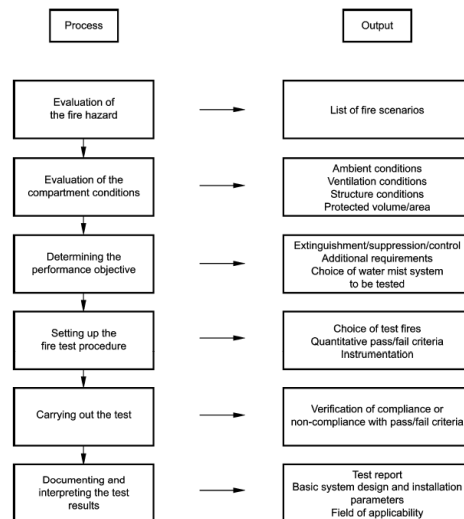 Process
Output
Evaluation of
the fire hazard
List of fire scenarios
Evaluation of the
compartment conditions
Ambient conditions
Ventilation conditions
Structure conditions
Protected volume/area
Determining the
performance objective
Extinguishment/suppression/control
Additional requirements
Choice of water mist system
to be tested
Setting up the
fire test procedure
Choice of test fires
Quantitative pass/fail criteria
Instrumentation
Carrying out the test
Verification of compliance or
non-compliance with pass/fail criteria
Documenting and
interpreting the test
results
Test report
Basic system design and installation
parameters
Field of applicability